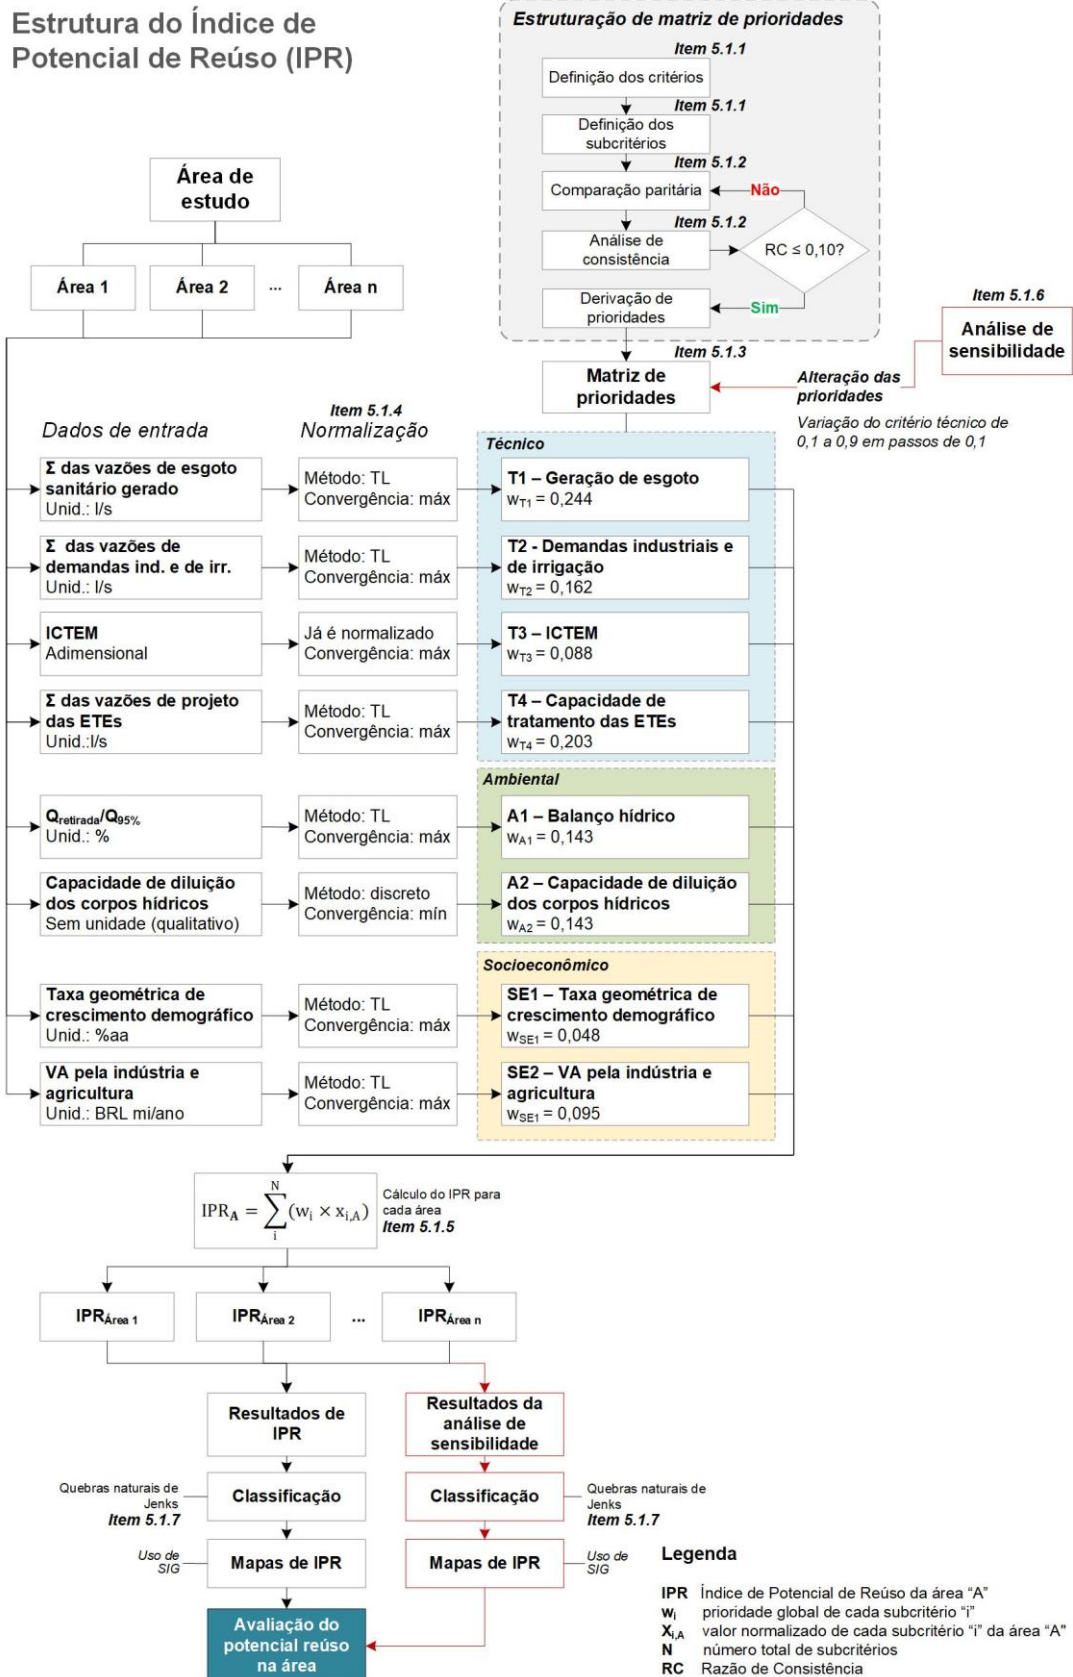 Estrutura do Índice de
Potencial de Reúso (IPR)
Estruturação de matriz de prioridades
Item 5.1.1
Definição dos critérios
Item 5.1.1
Definição dos
subcritérios
Item 5.1.2
Comparação paritária
Não
Item 5.1.2
Análise de
consistência
RC ≤ 0,10?
Derivação de
prioridades
Sim
Item 5.1.3
Matriz de
prioridades
Item 5.1.6
Análise de
sensibilidade
Alteração das
prioridades
Variação do critério técnico de
0,1 a 0,9 em passos de 0,1
Área de
estudo
Área 1
Área 2
...
Área n
Dados de entrada
Item 5.1.4
Normalização
Técnico
Σ das vazões de esgoto
sanitário gerado
Unid.: l/s
Método: TL
Convergência: máx
T1 – Geração de esgoto
wT1 = 0,244
Σ das vazões de
demandas ind. e de irr.
Unid.: l/s
Método: TL
Convergência: máx
T2 - Demandas industriais e
de irrigação
wT2 = 0,162
ICTEM
Adimensional
Já é normalizado
Convergência: máx
T3 – ICTEM
wT3 = 0,088
Σ das vazões de projeto
das ETEs
Unid.:l/s
Método: TL
Convergência: máx
T4 – Capacidade de
tratamento das ETEs
wT4 = 0,203
Ambiental
Qretirada/Q95%
Unid.: %
Método: TL
Convergência: máx
A1 – Balanço hídrico
wA1 = 0,143
Capacidade de diluição
dos corpos hídricos
Sem unidade (qualitativo)
Método: discreto
Convergência: mín
A2 – Capacidade de diluição
dos corpos hídricos
wA2 = 0,143
Socioeconômico
Taxa geométrica de
crescimento demográfico
Unid.: %aa
Método: TL
Convergência: máx
SE1 – Taxa geométrica de
crescimento demográfico
wSE1 = 0,048
VA pela indústria e
agricultura
Unid.: BRL mi/ano
Método: TL
Convergência: máx
SE2 – VA pela indústria e
agricultura
wSE1 = 0,095
IPRA = ∑ N i (wi × xi,A)
Cálculo do IPR para
cada área
Item 5.1.5
IPRÁrea 1
IPRÁrea 2
...
IPRÁrea n
Resultados de
IPR
Resultados da
análise de
sensibilidade
Quebras naturais de
Jenks
Item 5.1.7
Classificação
Classificação
Quebras naturais de
Jenks
Item 5.1.7
Uso de
SIG
Mapas de IPR
Mapas de IPR
Uso de
SIG
Avaliação do
potencial reúso
na área
Legenda
IPR Índice de Potencial de Reúso da área “A”
wi prioridade global de cada subcritério “i”
Xi,A valor normalizado de cada subcritério “i” da área “A”
N número total de subcritérios
RC Razão de Consistência